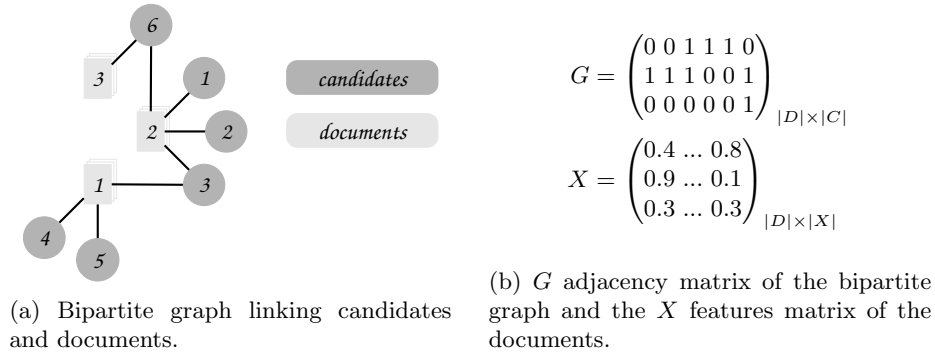 6
3
1
candidates
2
2
documents
1
3
4
5
(a) Bipartite graph linking candidates
and documents.
G = (0 0 1 1 1 0
1 1 1 0 0 1
0 0 0 0 0 1) |D|×|C|
X = (0.4 ... 0.8
0.9 ... 0.1
0.3 ... 0.3) |D|×|X|
(b) G adjacency matrix of the bipartite
graph and the X features matrix of the
documents.